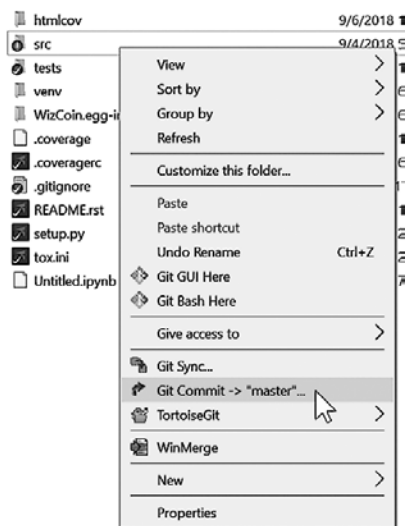 htmlcov 9/6/2018
src 9/4/2018
tests
venv
WizCoin.egg-i
.coverage
.coveragerc
.gitignore
README.rst
setup.py
tox.ini
Untitled.ipynb
View
Sort by
Group by
Refresh
Customize this folder...
Paste
Paste shortcut
Undo Rename Ctrl+Z
Git GUI Here
Git Bash Here
Give access to
Git Sync...
Git Commit -> "master"...
TortoiseGit
WinMerge
New
Properties